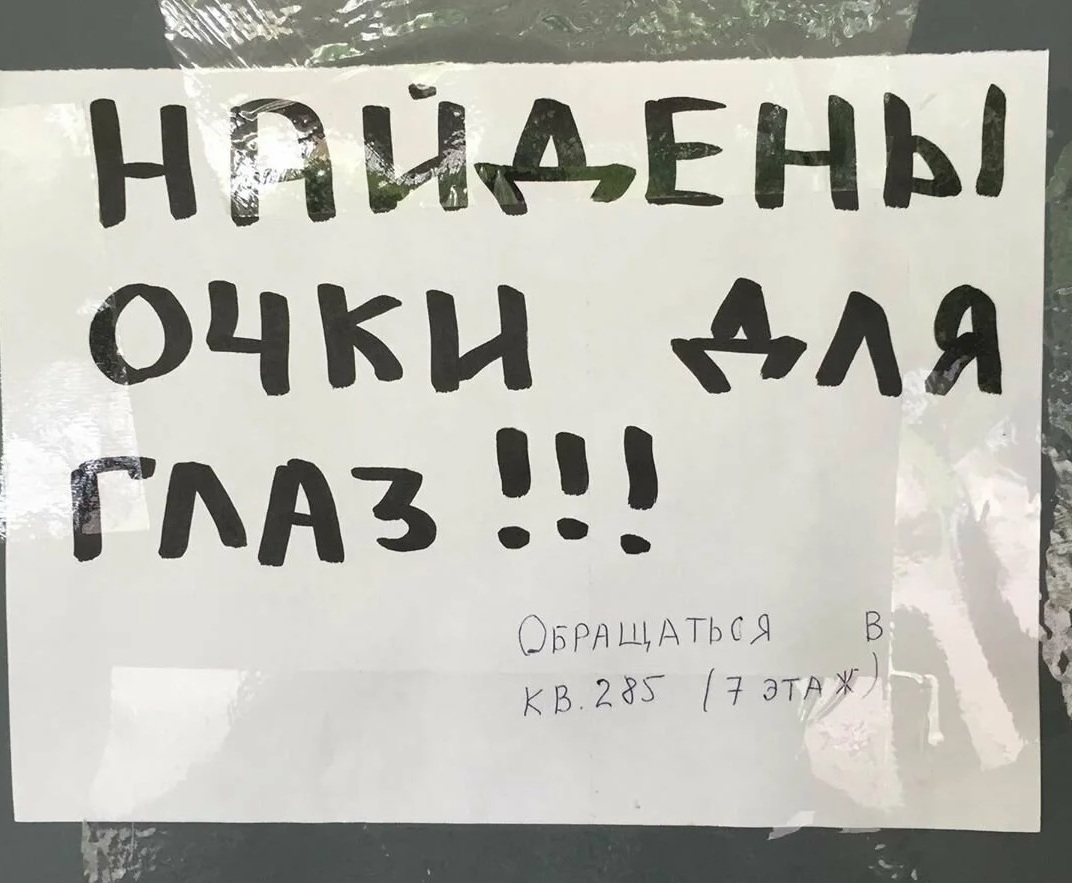 НАЙДЕНЫ
ОЧКИ ДЛЯ
ГЛАЗ!!!
ОБРАЩАТЬСЯ В
КВ.285 (7 ЭТАЖ)